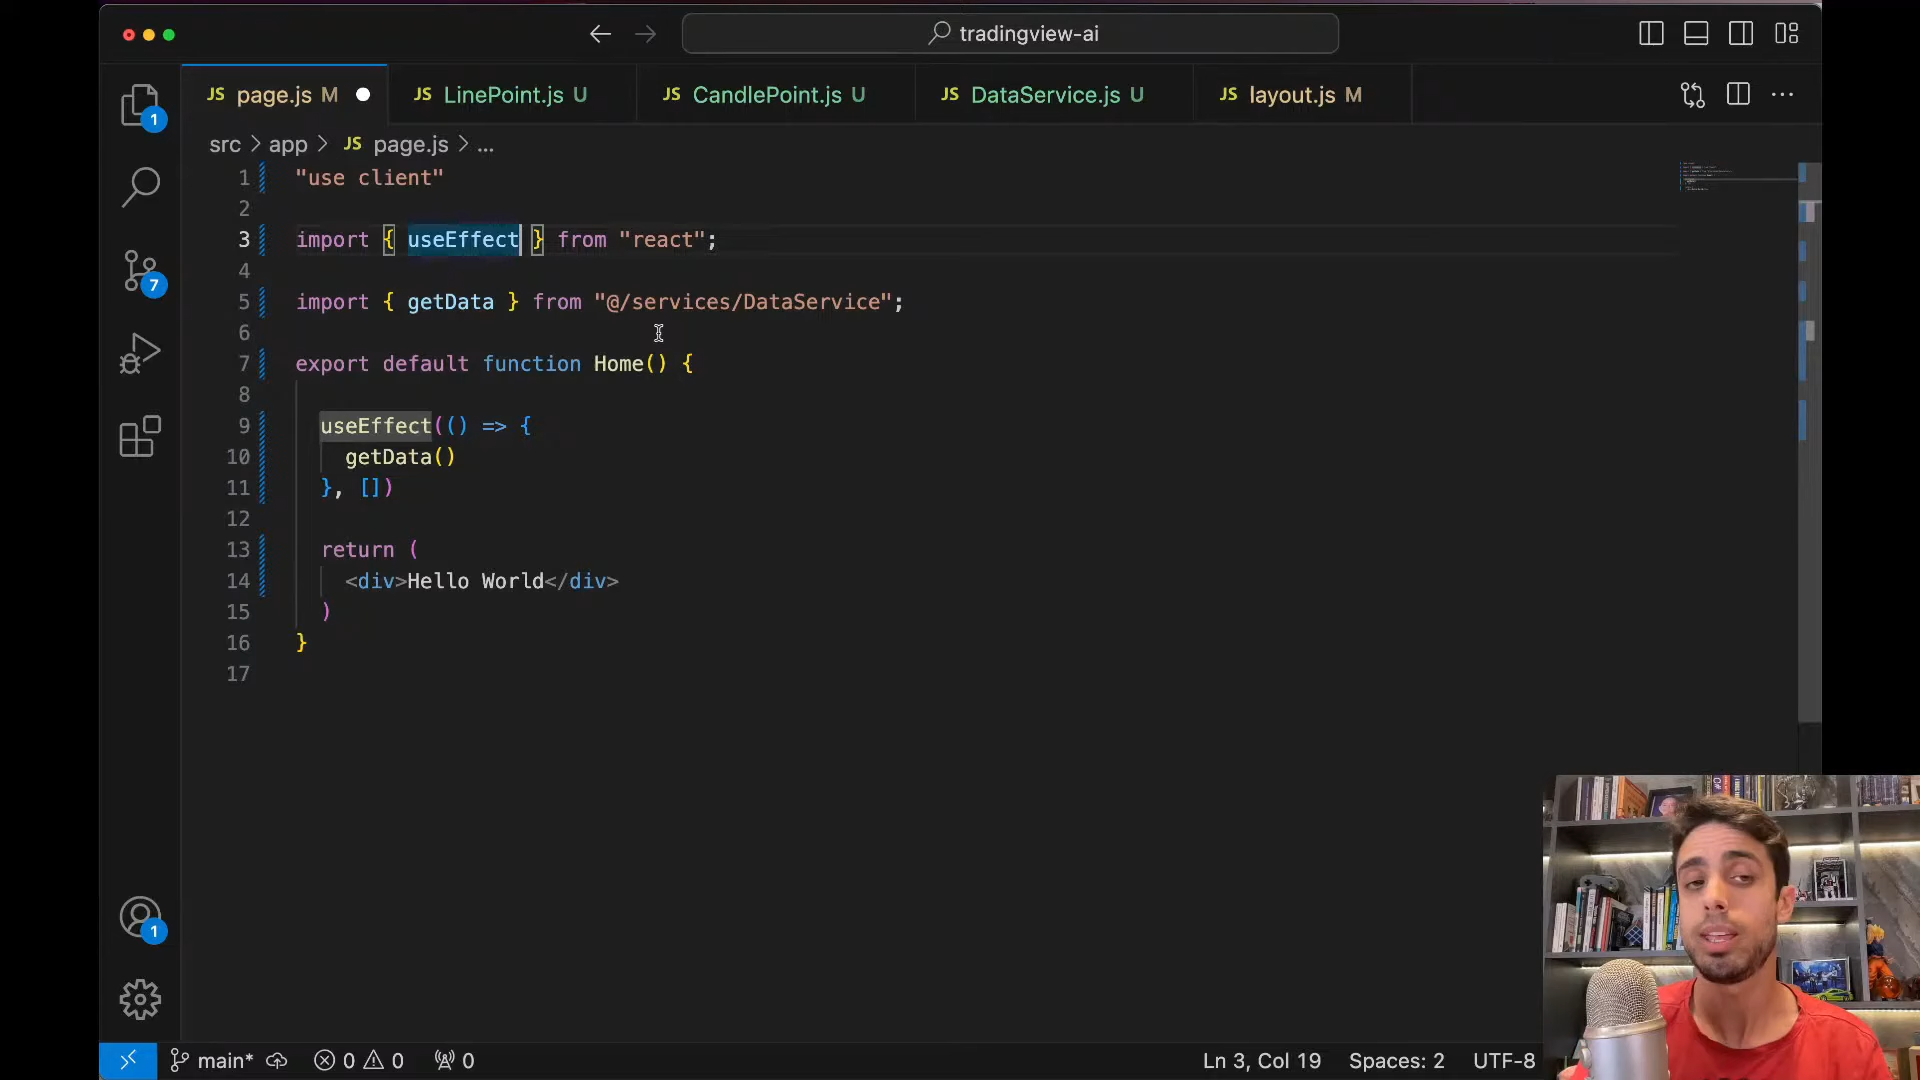 tradingview-ai
JS page.js M
JS LinePoint.js U
JS CandlePoint.js U
JS DataService.js U
JS layout.js M
src > app > JS page.js > ...
1 "use client"
2
3 import { useEffect } from "react";
4
5 import { getData } from "@/services/DataService";
6
7 export default function Home() {
8
9 useEffect(() => {
10 getData()
11 }, [])
12
13 return (
14 <div>Hello World</div>
15 )
16 }
17
1
7
1
main* 0 0 0
Ln 3, Col 19 Spaces: 2 UTF-8